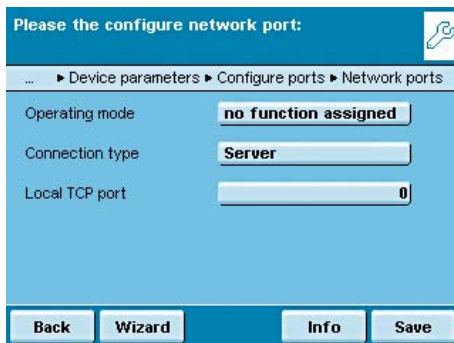 Please the configure network port:
... ▶ Device parameters ▶ Configure ports ▶ Network ports
Operating mode no function assigned
Connection type Server
Local TCP port 0
Back Wizard Info Save